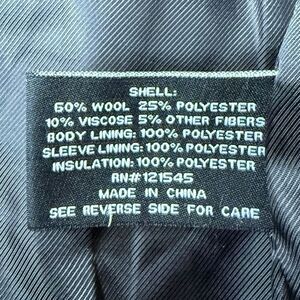 SHELL:
60% WOOL 25% POLYESTER
10% VISCOSE 5% OTHER FIBERS
BODY LINING: 100% POLYESTER
SLEEVE LINING: 100% POLYESTER
INSULATION: 100% POLYESTER
RN#121545
MADE IN CHINA
SEE REVERSE SIDE FOR CARE